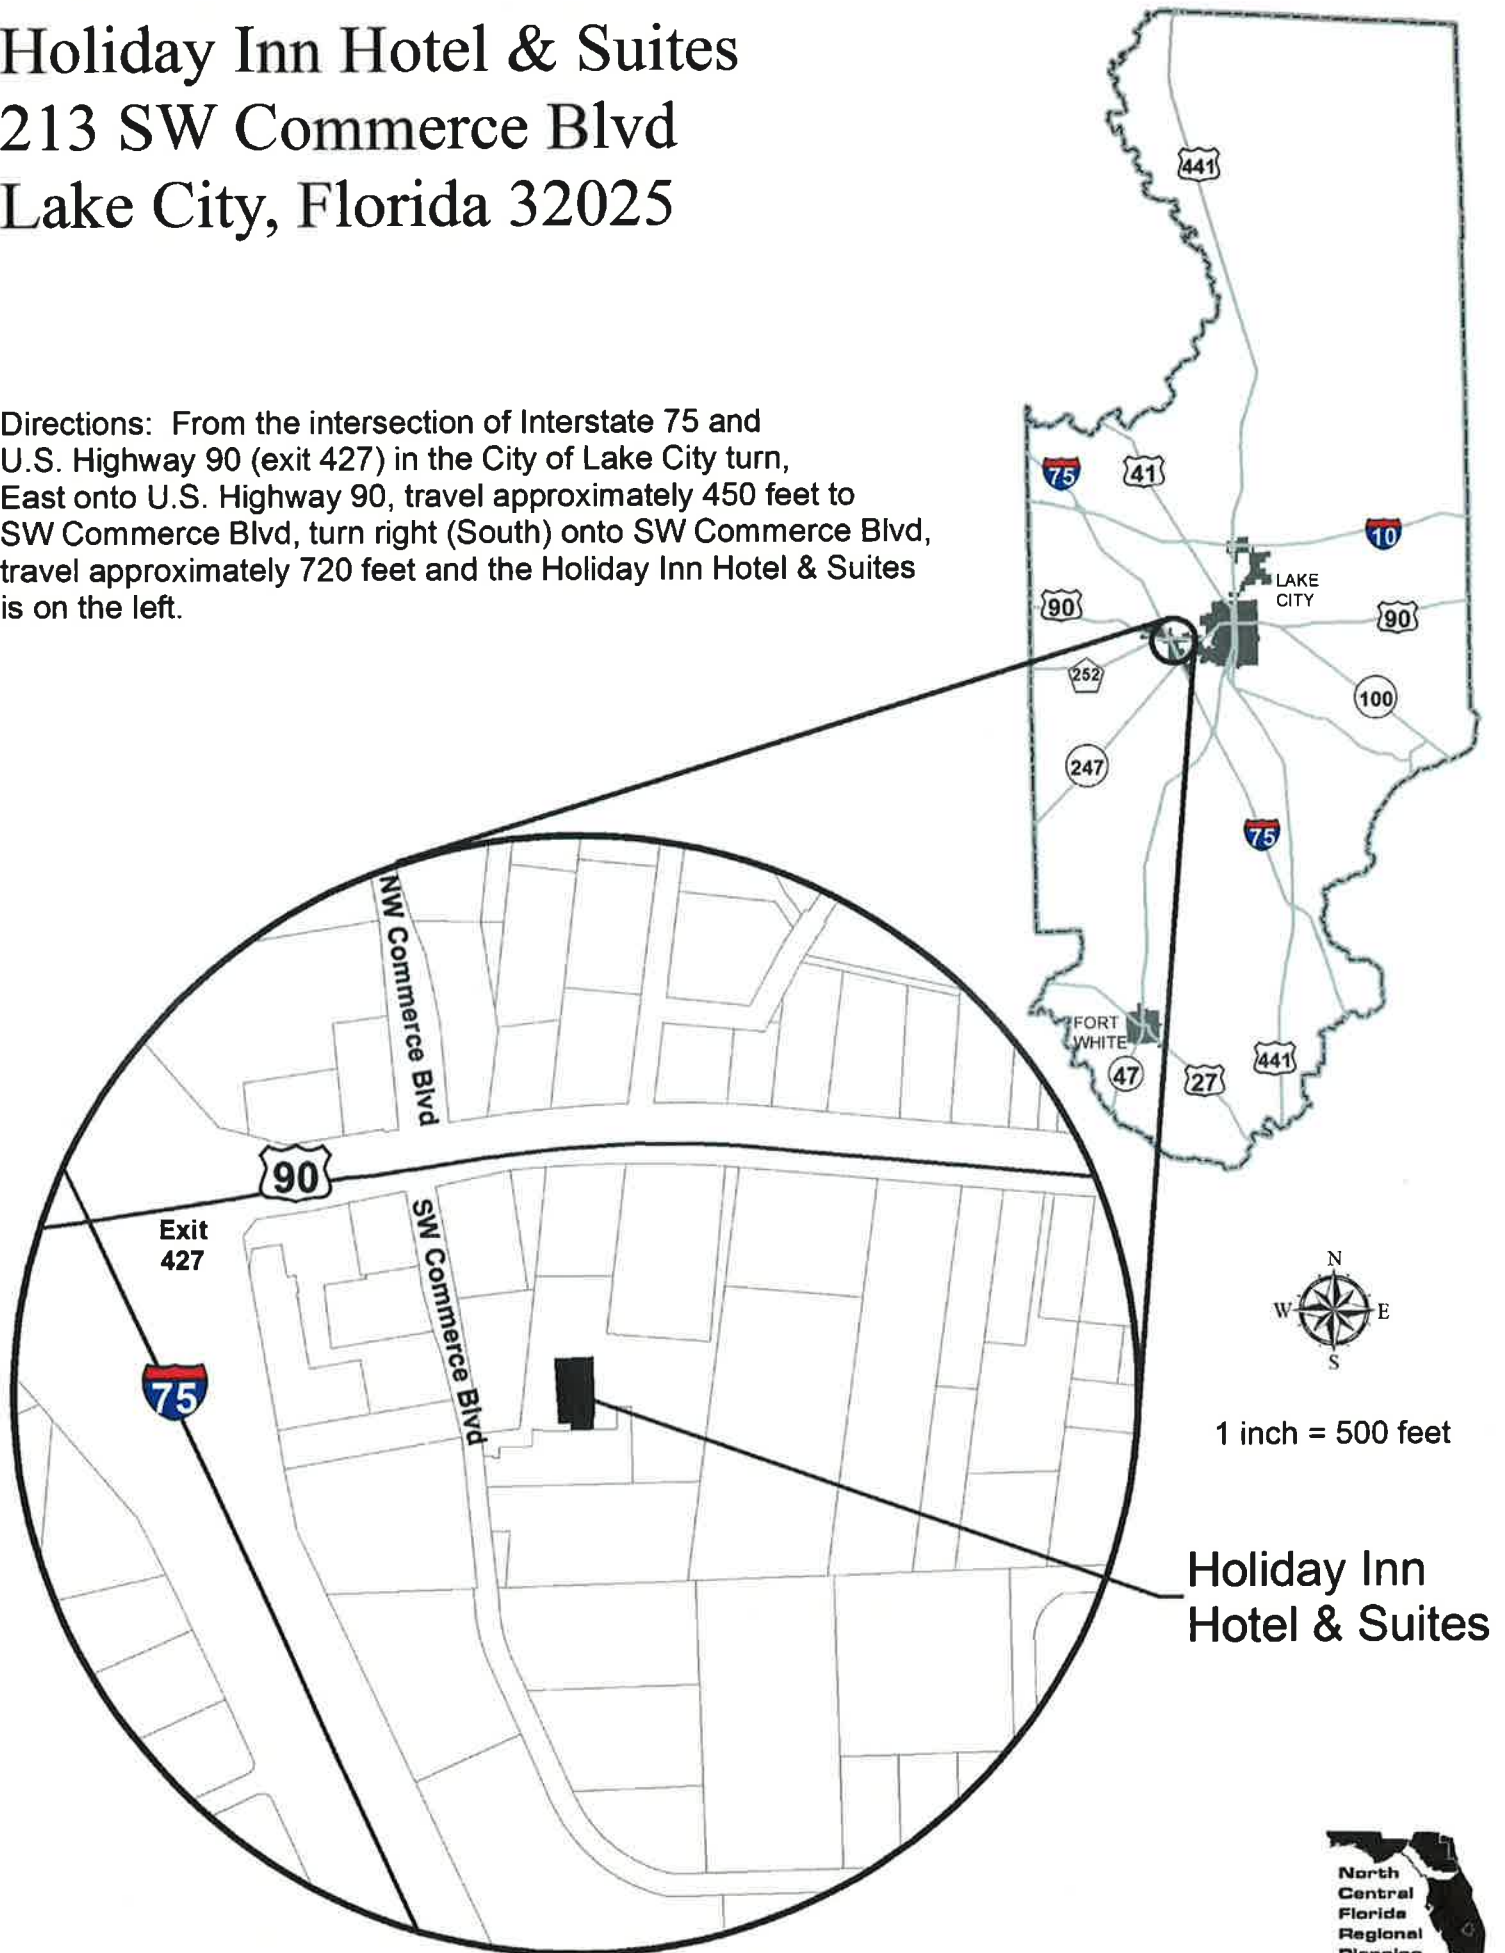 Holiday Inn Hotel & Suites
213 SW Commerce Blvd
Lake City, Florida 32025
Directions: From the intersection of Interstate 75 and
U.S. Highway 90 (exit 427) in the City of Lake City turn,
East onto U.S. Highway 90, travel approximately 450 feet to
SW Commerce Blvd, turn right (South) onto SW Commerce Blvd,
travel approximately 720 feet and the Holiday Inn Hotel & Suites
is on the left.
441
75
41
10
LAKE
CITY
90
90
252
100
247
75
FORT
WHITE
47
27
441
NW Commerce Blvd
90
Exit
427
SW Commerce Blvd
75
N
W
E
S
1 inch = 500 feet
Holiday Inn
Hotel & Suites
North
Central
Florida
Regional